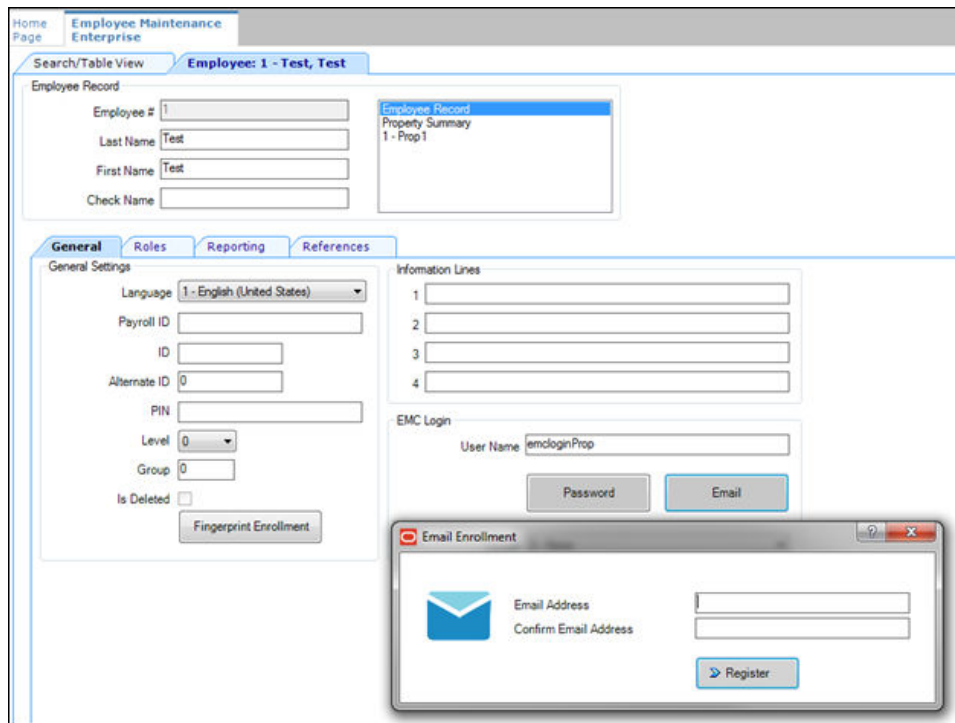 Home
Page
Employee Maintenance
Enterprise
Search/Table View
Employee: 1 - Test, Test
Employee Record
Employee # 1
Last Name Test
First Name Test
Check Name
Employee Record
Property Summary
1 - Prop1
General Roles Reporting References
General Settings
Language 1 - English (United States)
Payroll ID
ID
Alternate ID 0
PIN
Level 0
Group 0
Is Deleted
Fingerprint Enrollment
Information Lines
1
2
3
4
EMC Login
User Name emcloginProp
Password Email
Email Enrollment
? X
Email Address
Confirm Email Address
Register